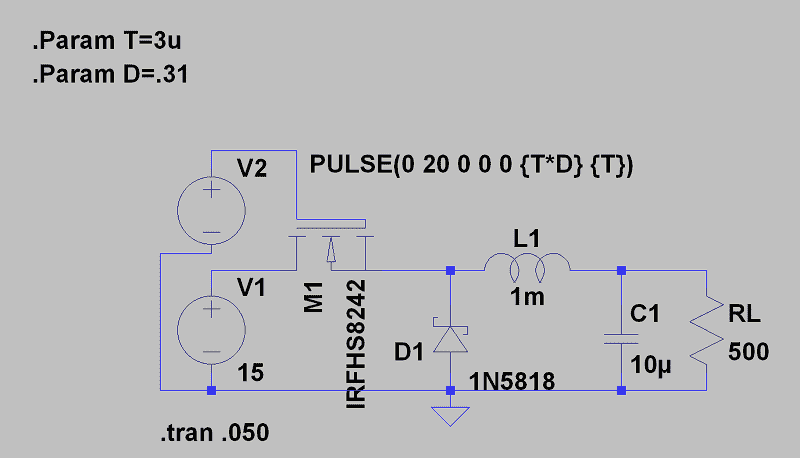 .Param T=3u
.Param D=.31
V2
PULSE(0 20 0 0 0 {T*D} {T})
L1
1m
V1
15
M1
IRFHS8242
D1
1N5818
C1
10µ
RL
500
.tran .050